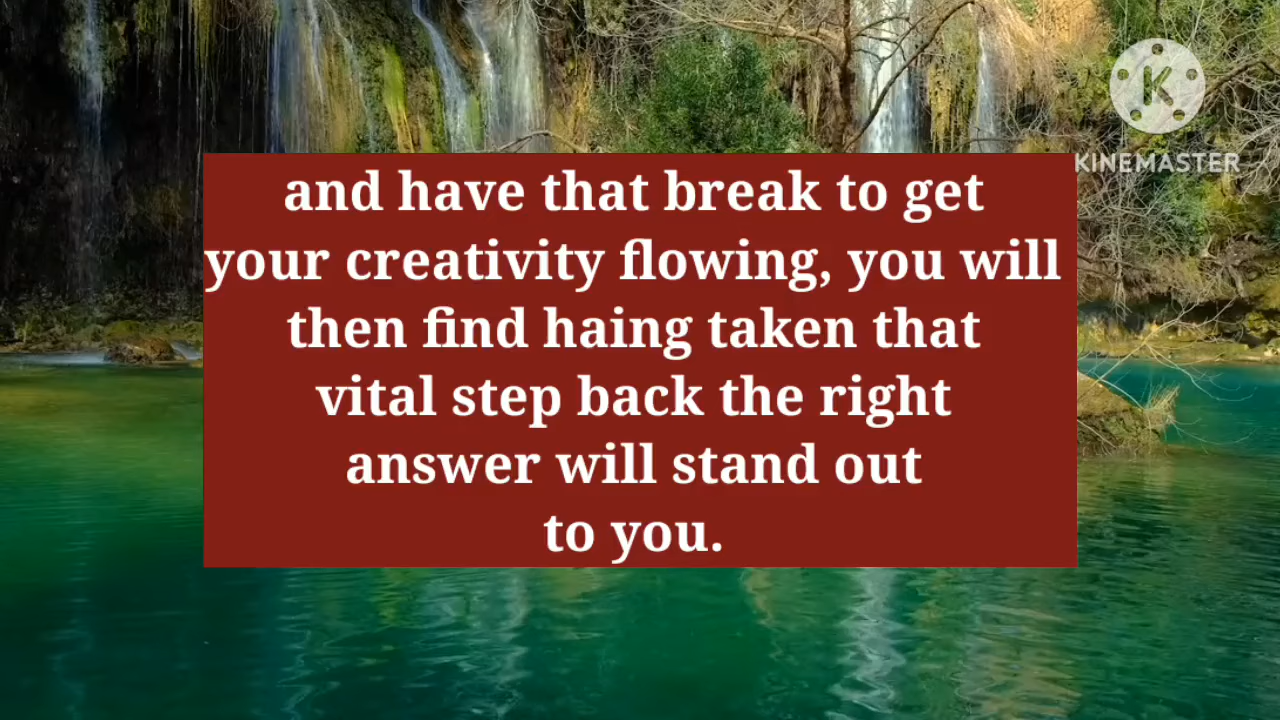 K
KINEMASTER
and have that break to get
your creativity flowing, you will
then find haing taken that
vital step back the right
answer will stand out
to you.